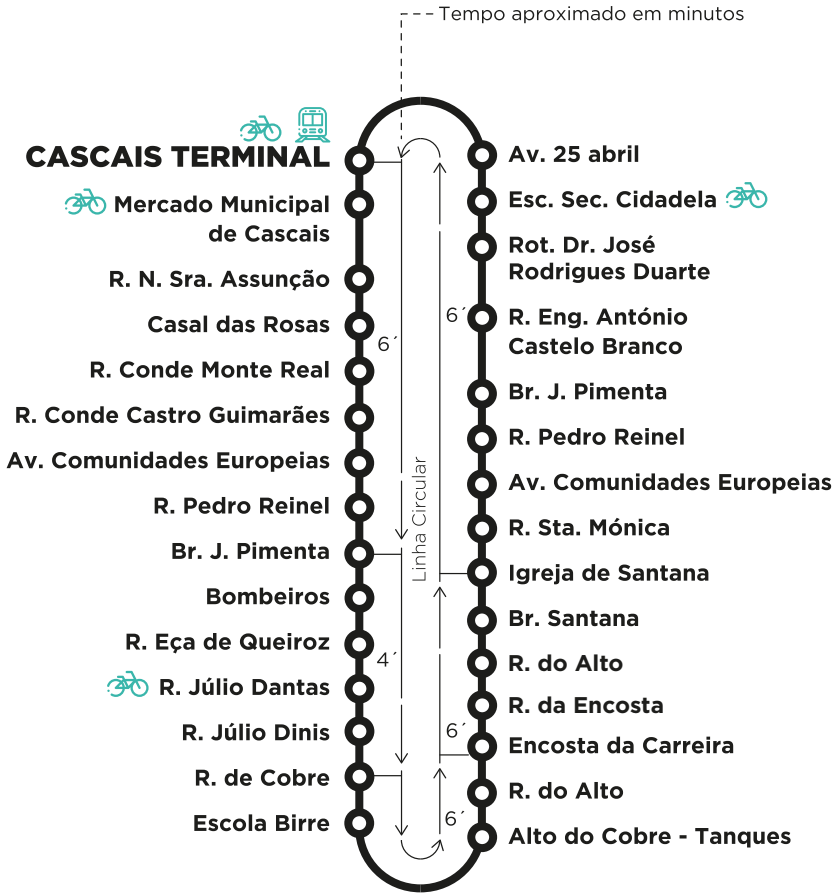 Tempo aproximado em minutos
CASCAIS TERMINAL
Mercado Municipal
de Cascais
R. N. Sra. Assunção
Casal das Rosas
R. Conde Monte Real
R. Conde Castro Guimarães
Av. Comunidades Europeias
R. Pedro Reinel
Br. J. Pimenta
Bombeiros
R. Eça de Queiroz
R. Júlio Dantas
R. Júlio Dinis
R. de Cobre
Escola Birre
6´
4´
Linha Circular
6´
6´
6´
Av. 25 abril
Esc. Sec. Cidadela
Rot. Dr. José
Rodrigues Duarte
R. Eng. António
Castelo Branco
Br. J. Pimenta
R. Pedro Reinel
Av. Comunidades Europeias
R. Sta. Mónica
Igreja de Santana
Br. Santana
R. do Alto
R. da Encosta
Encosta da Carreira
R. do Alto
Alto do Cobre - Tanques